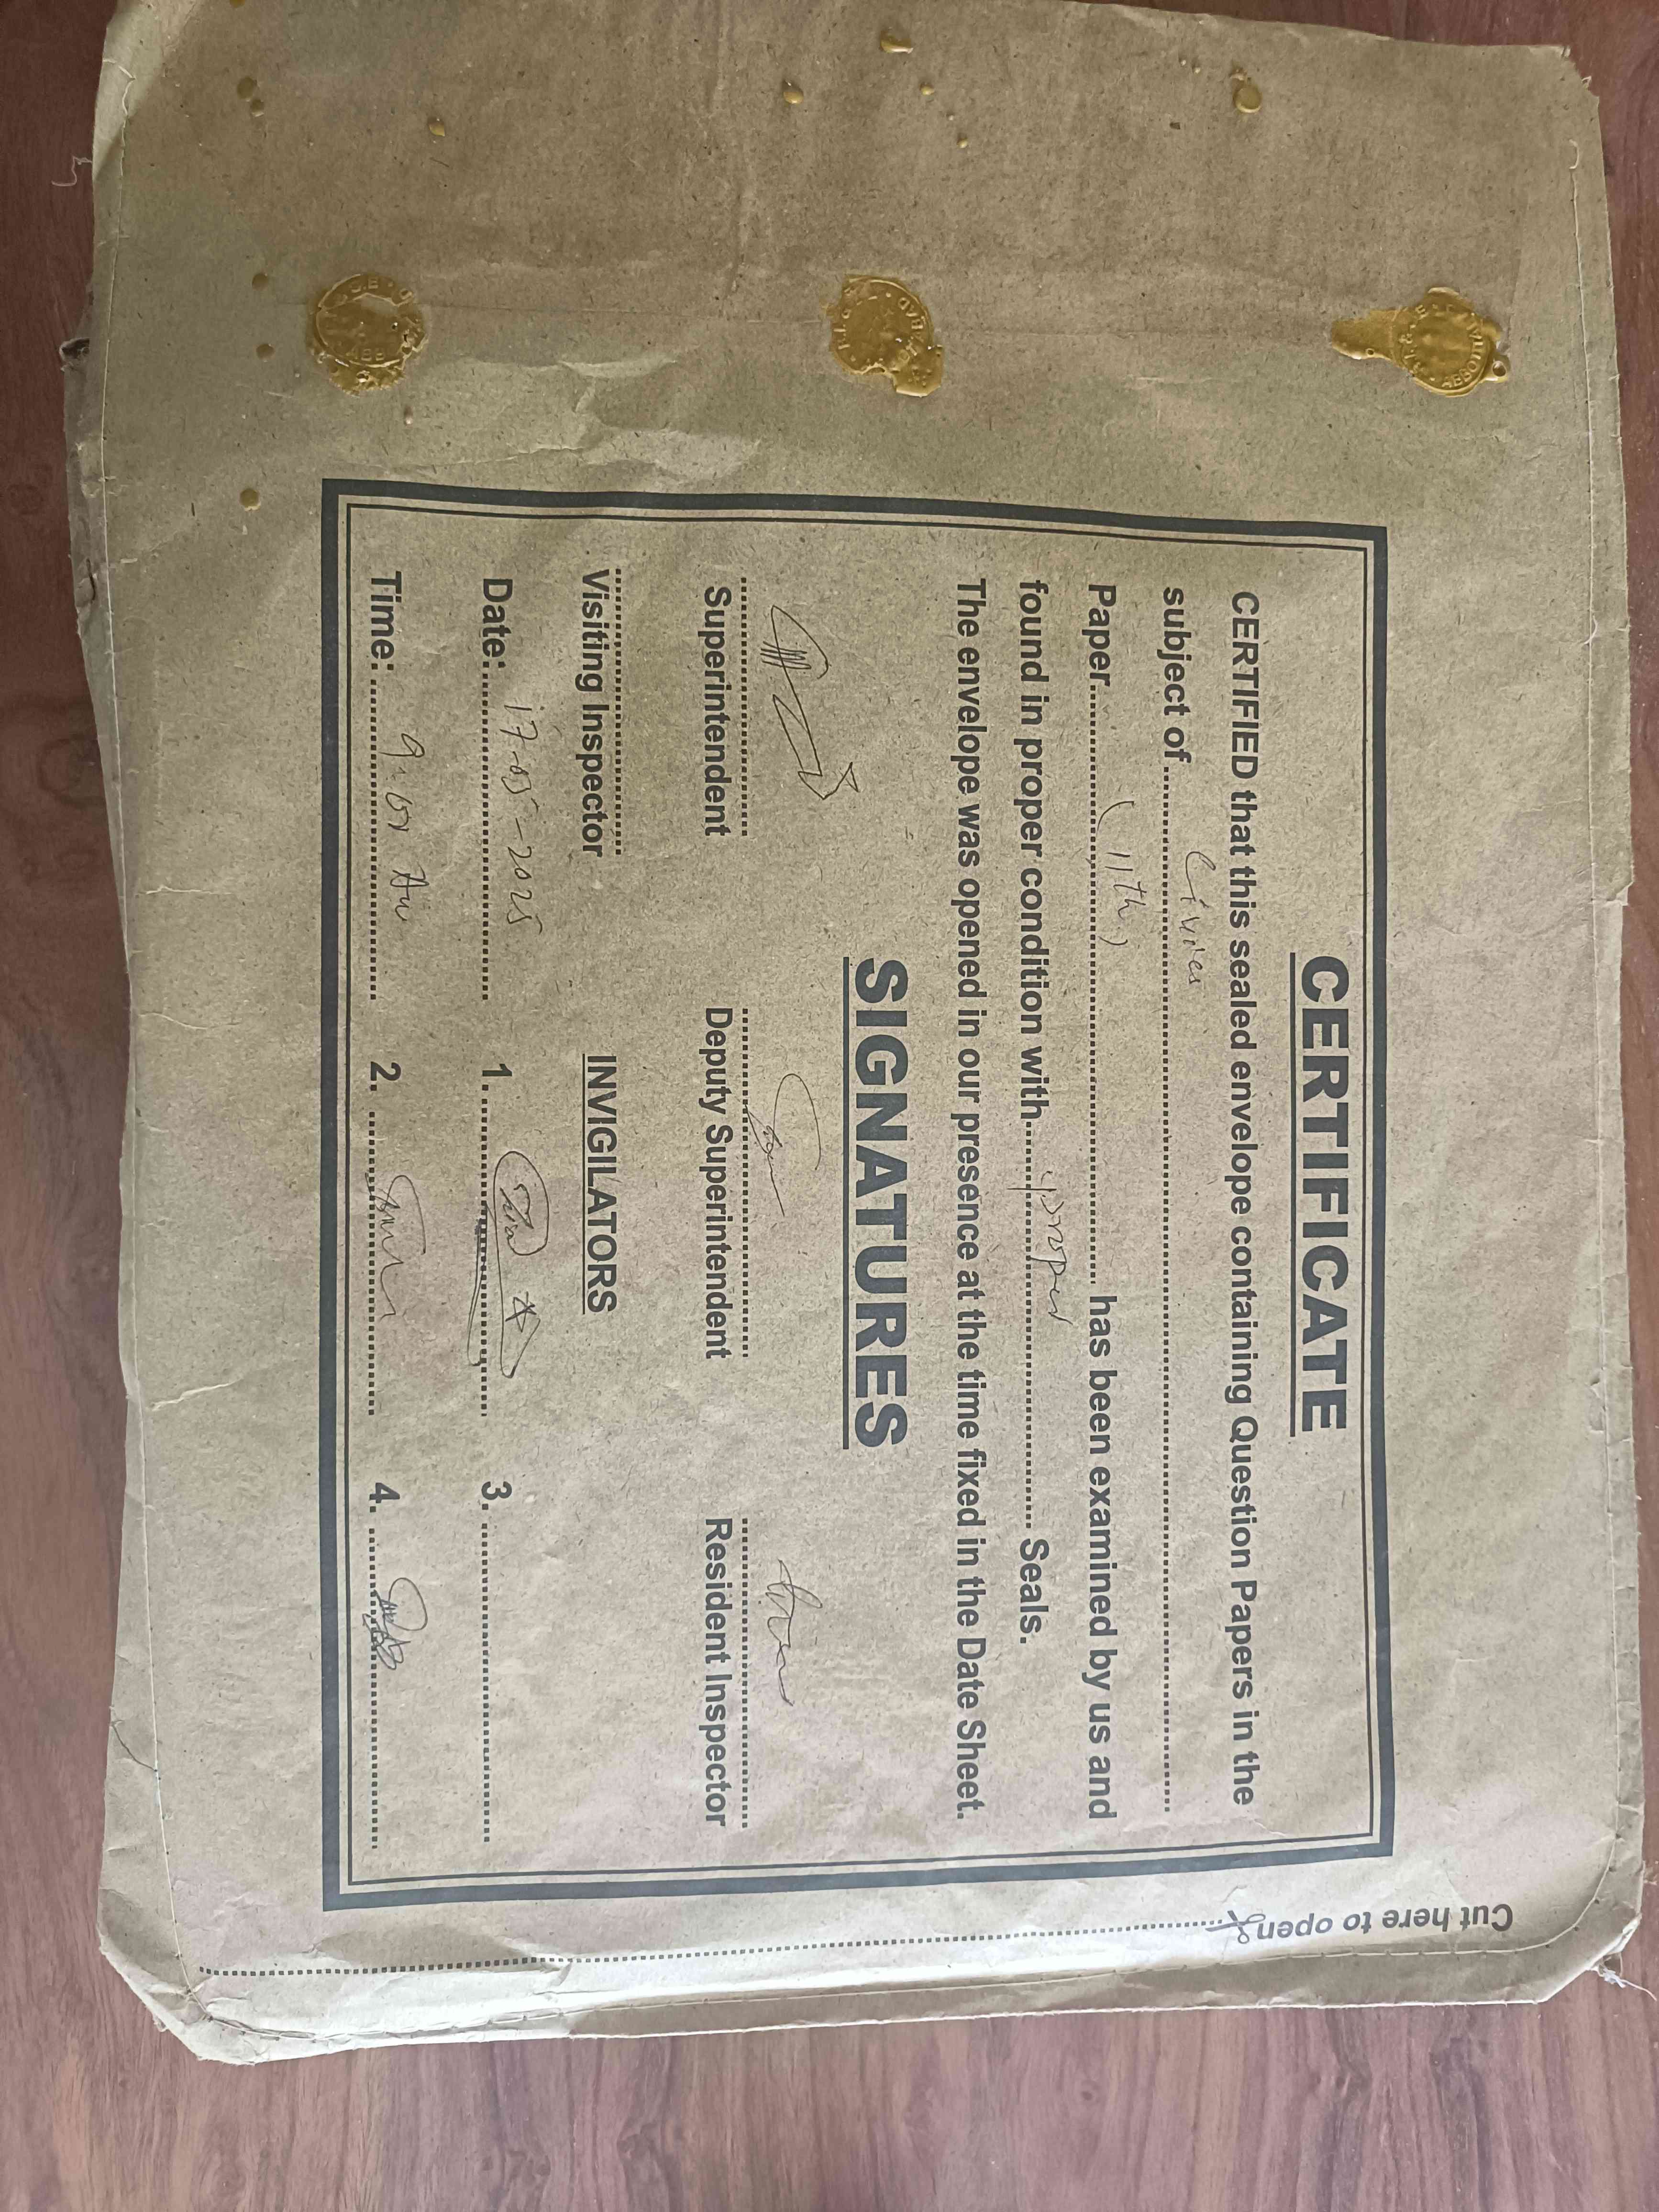 CERTIFICATE
CERTIFIED that this sealed envelope containing Question Papers in the
subject of Civics
Paper (11th) has been examined by us and
found in proper condition with proper Seals.
The envelope was opened in our presence at the time fixed in the Date Sheet.
SIGNATURES
Superintendent Deputy Superintendent Resident Inspector
Visiting Inspector INVIGILATORS
Date: 17-05-2025 1. 3.
Time: 9:00 Am 2. 4.
Cut here to open